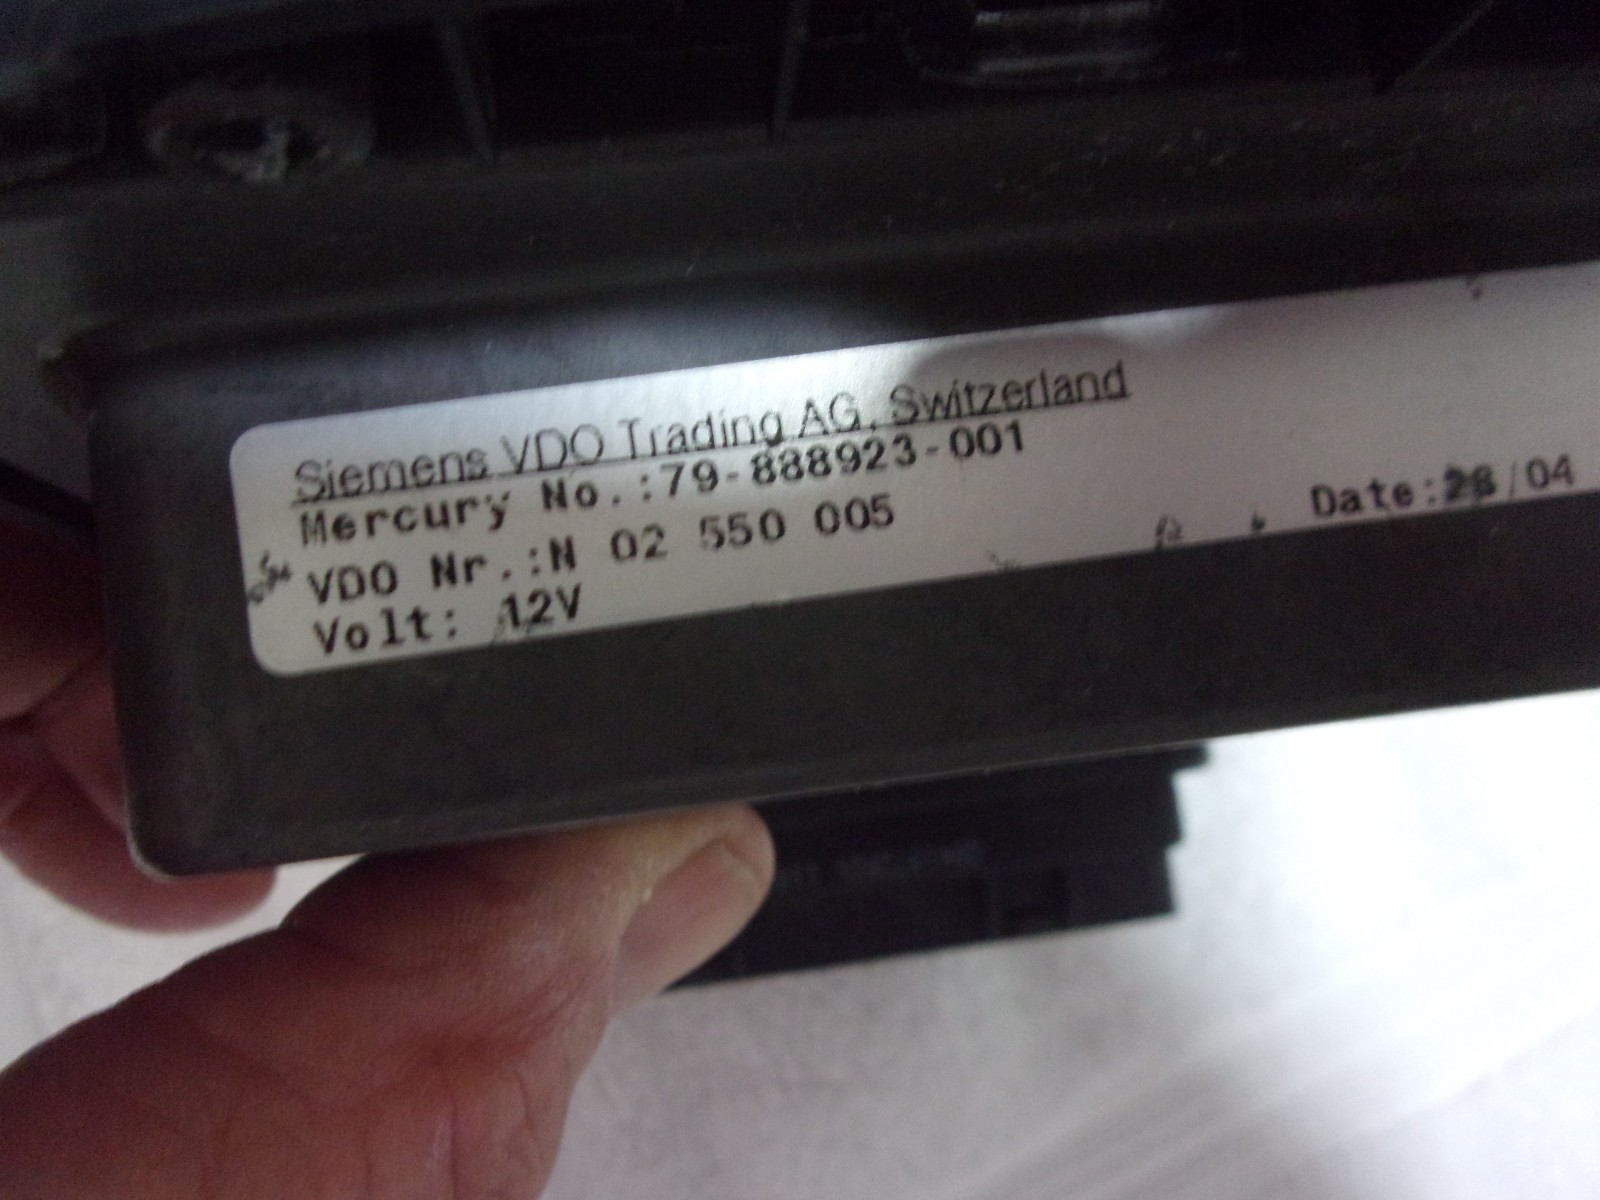 Siemens VDO Trading AG, Switzerland
Mercury No.:79-888923-001
VDO Nr.:N 02 550 005
Volt: 12V
Date:28/04